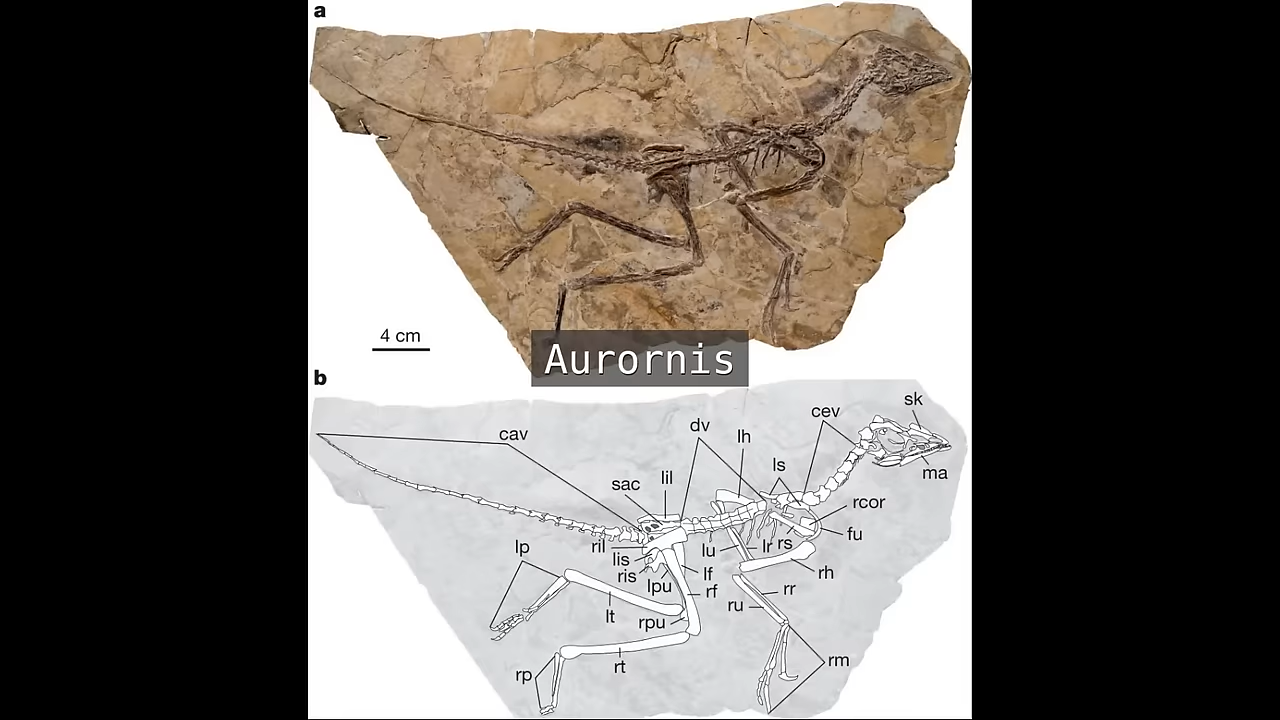 a
4 cm
Aurornis
b
sk
cev
cav
dv
lh
ma
ls
lil
sac
rcor
fu
lp
ril
lu
lr
rs
lis
ris
lpu
lf
rh
rf
rr
lt
rpu
ru
rt
rm
rp